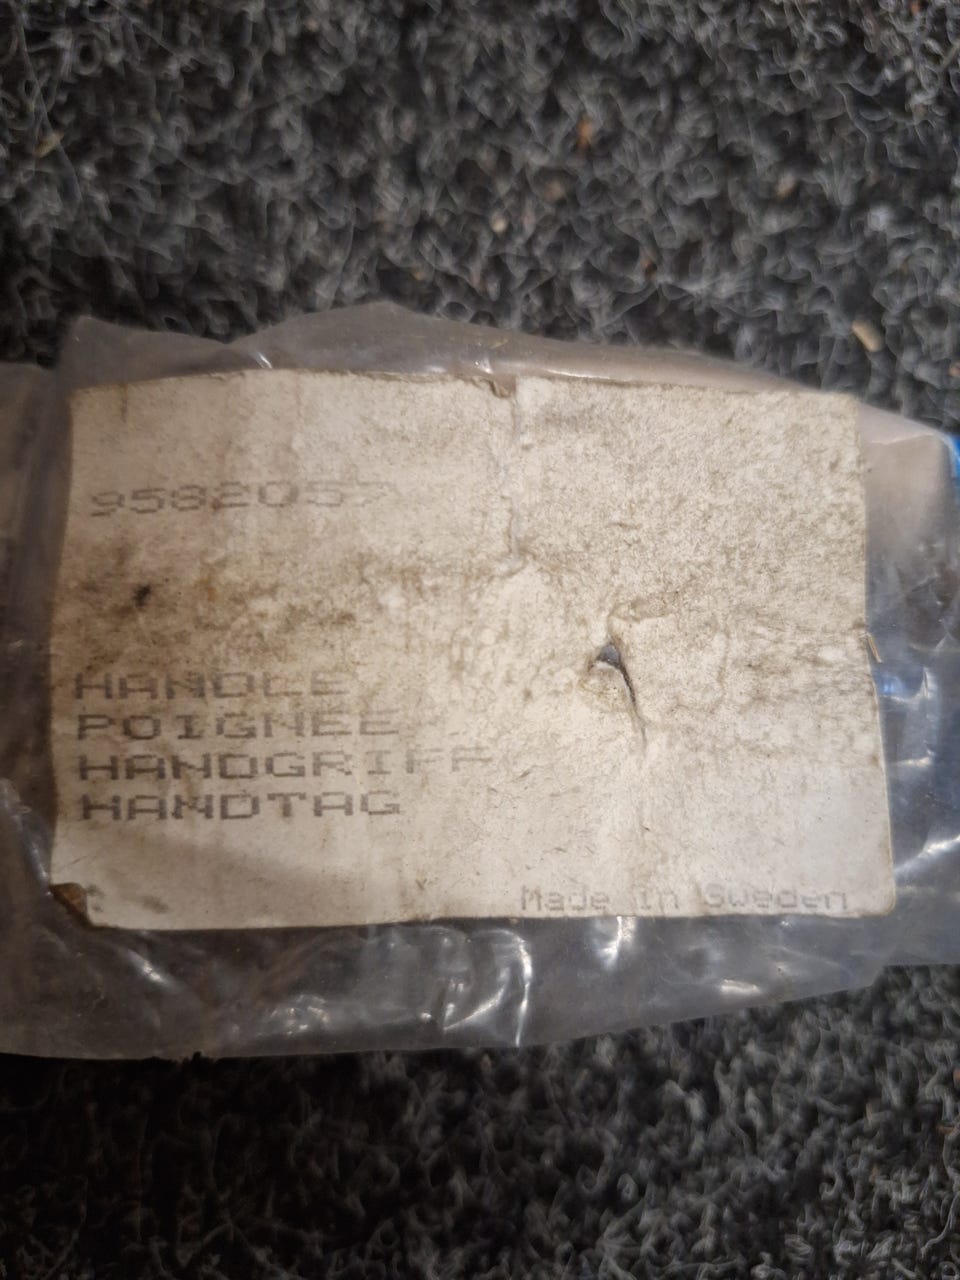 9582057
HANDLE
POIGNEE
HANDGRIFF
HANDTAG
Made in Sweden